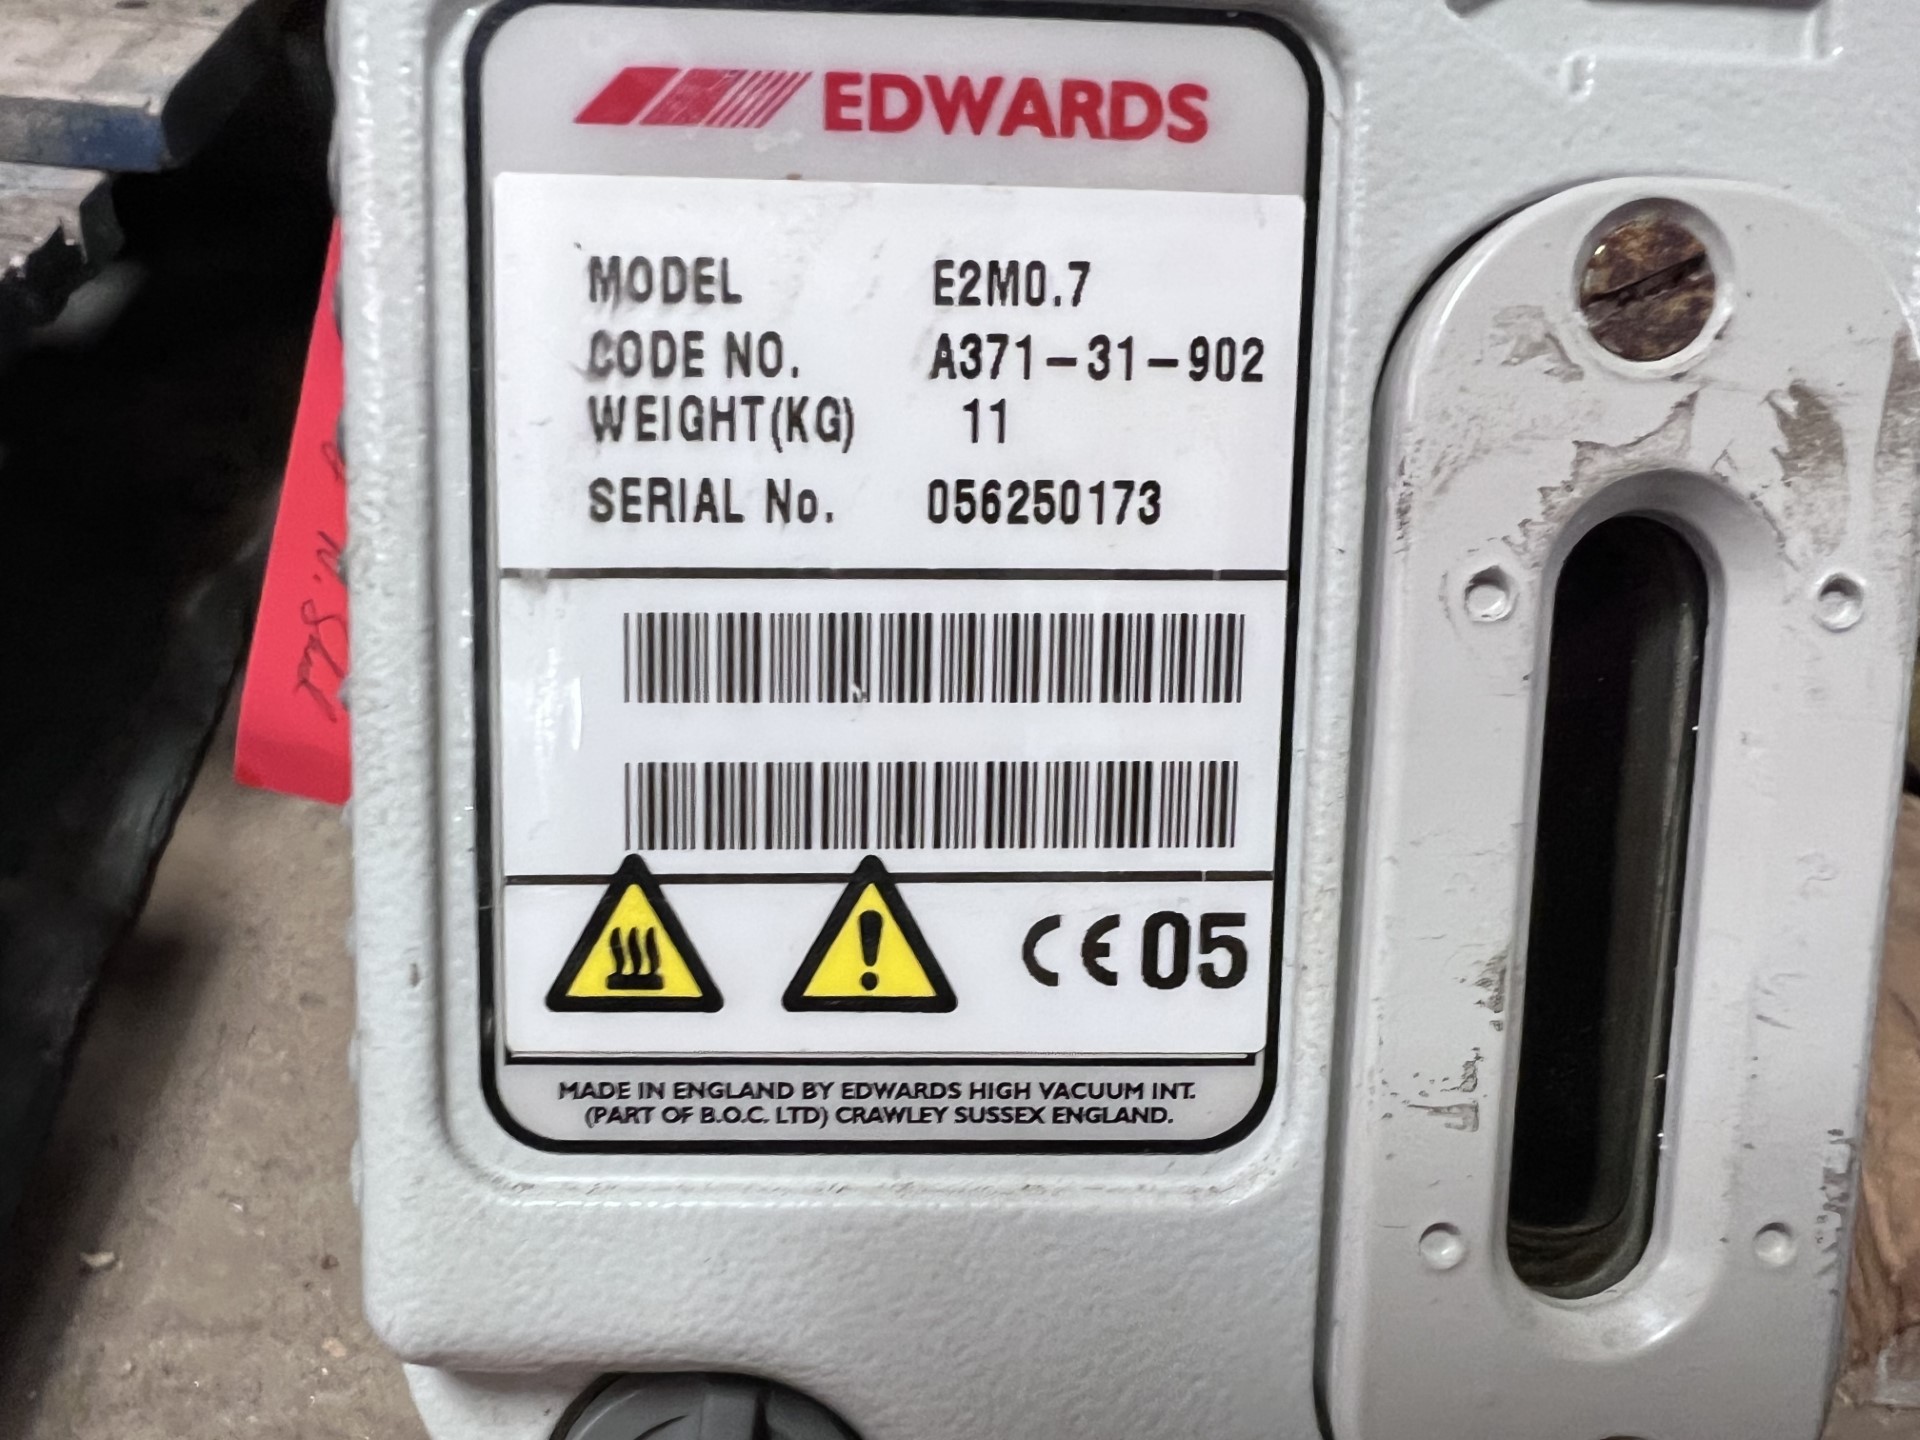 EDWARDS
MODEL E2M0.7
CODE NO. A371-31-902
WEIGHT(KG) 11
SERIAL No. 056250173
CE 05
MADE IN ENGLAND BY EDWARDS HIGH VACUUM INT.
(PART OF B.O.C. LTD) CRAWLEY SUSSEX ENGLAND.